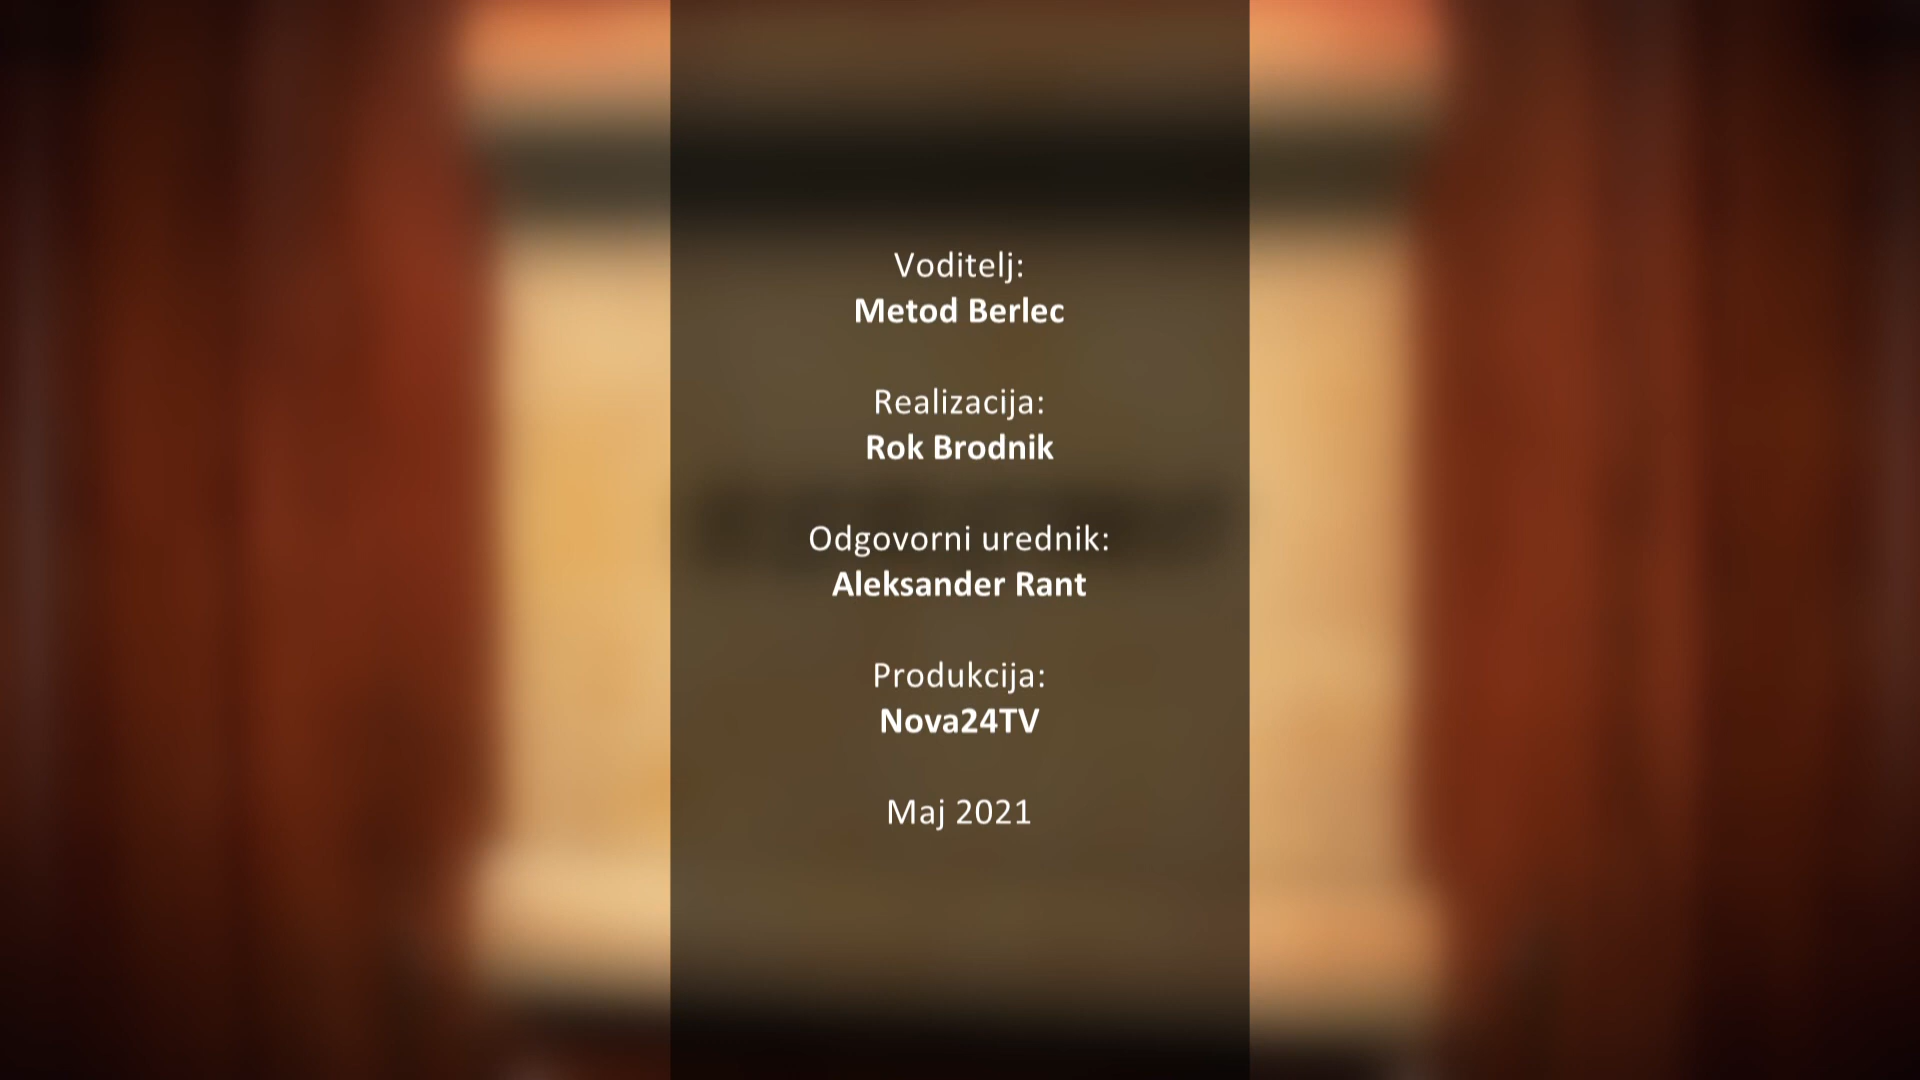 Voditelj:
Metod Berlec
Realizacija:
Rok Brodnik
Odgovorni urednik:
Aleksander Rant
Produkcija:
Nova24TV
Maj 2021